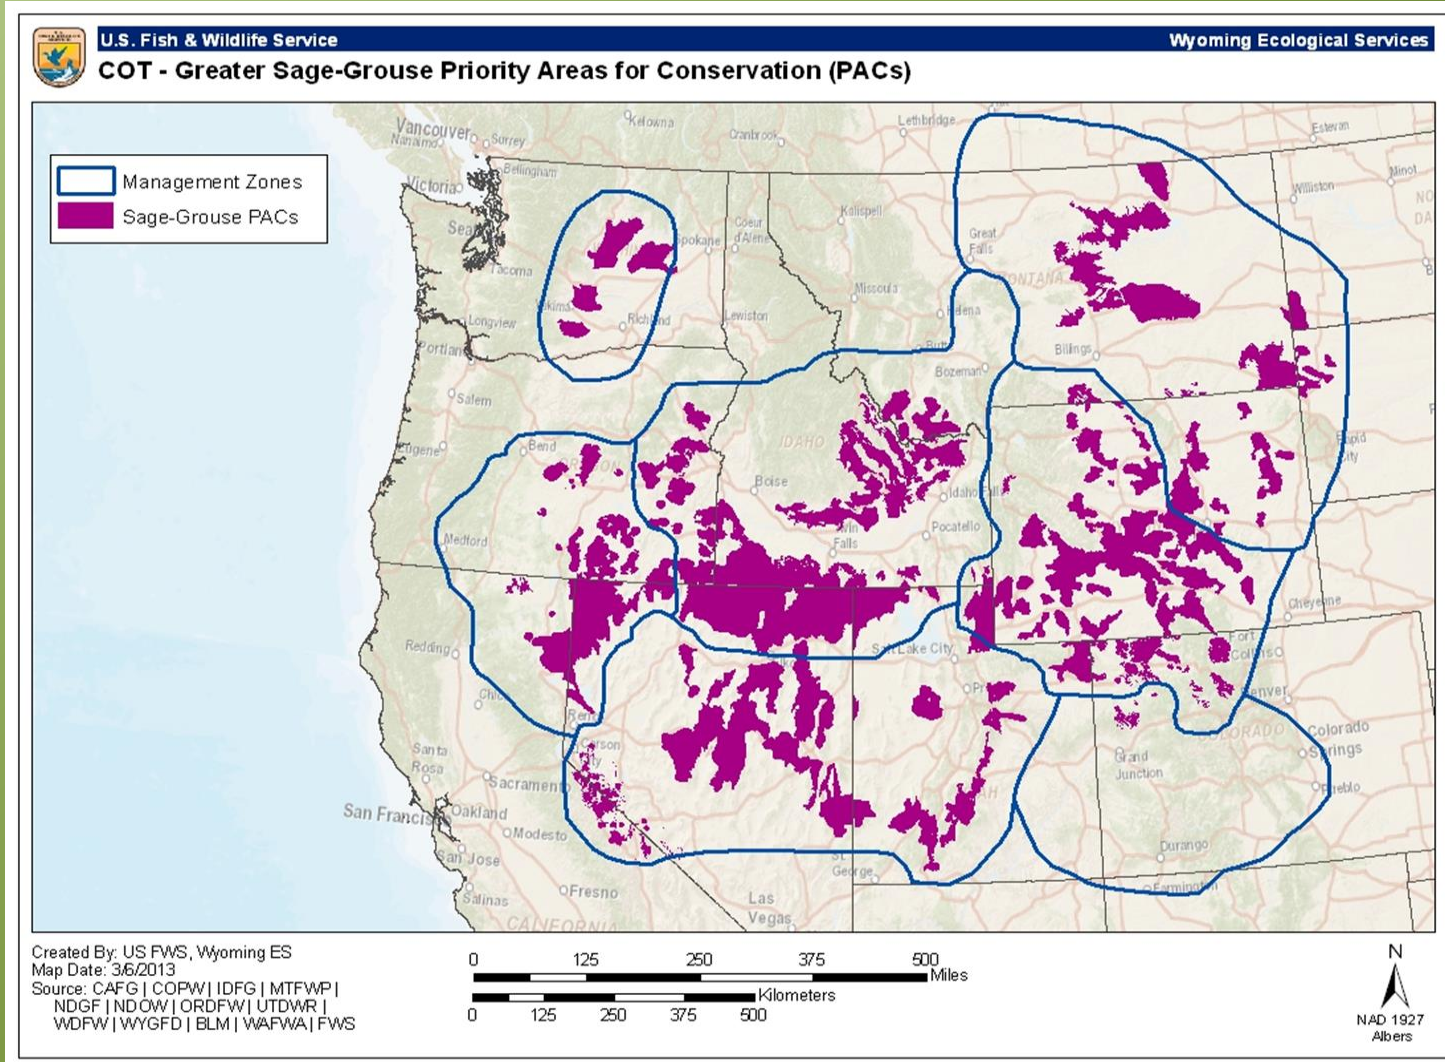 U.S. Fish & Wildlife Service
Wyoming Ecological Services
COT - Greater Sage-Grouse Priority Areas for Conservation (PACs)
Management Zones
Sage-Grouse PACs
Vancouver
Nanaimo
Surrey
Kelowna
Cranbrook
Lethbridge
Estevan
Bellingham
Victoria
Williston
Minot
Spokane
Coeur
d'Alene
Kalispell
Great
Falls
MONTANA
Tacoma
Missoula
Helena
Yakima
Richland
Lewiston
Longview
Portland
Billings
Bozeman
Salem
Eugene
Bend
IDAHO
Boise
Idaho Falls
Rapid
City
Medford
Twin
Falls
Pocatello
Cheyenne
Redding
Salt Lake City
Fort
Collins
Denver
Reno
Carson
City
COLORADO
Colorado
Springs
Grand
Junction
Pueblo
Santa
Rosa
Sacramento
San Francisco
Oakland
Modesto
San Jose
St.
George
Durango
Farmington
Salinas
Fresno
Las
Vegas
CALIFORNIA
Created By: US FWS, Wyoming ES
Map Date: 3/6/2013
Source: CAFG | COPW | IDFG | MTFWP |
NDGF | NDOW | ORDFW | UTDWR |
WDFW | WYGFD | BLM | WAFWA | FWS
0 125 250 375 500
Miles
Kilometers
0 125 250 375 500
N
NAD 1927
Albers